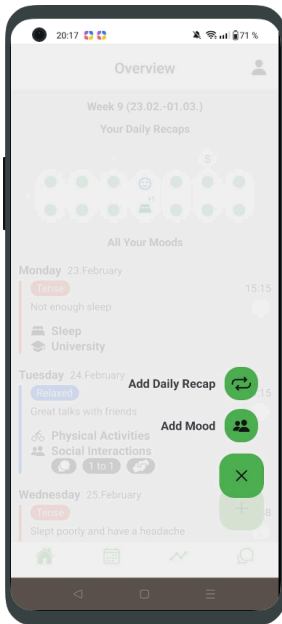 20:17
71 %
Overview
Week 9 (23.02.-01.03.)
Your Daily Recaps
5
All Your Moods
Monday 23.February
Tense 15:15
Not enough sleep
Sleep
University
Tuesday 24.February
Relaxed
Great talks with friends
Add Daily Recap
Physical Activities
Add Mood
Social Interactions
1 to 1
Wednesday 25.February
Tense
Slept poorly and have a headache